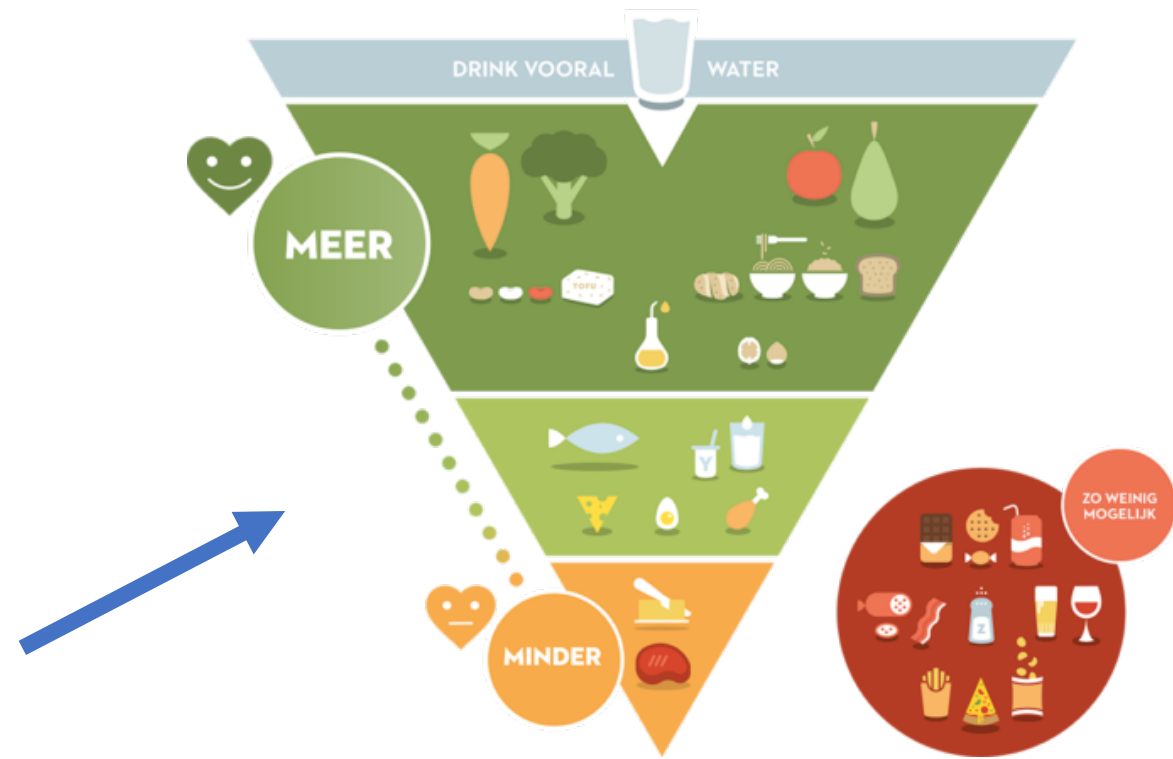 DRINK VOORAL WATER
MEER
TOFU
Y
ZO WEINIG
MOGELIJK
Z
MINDER